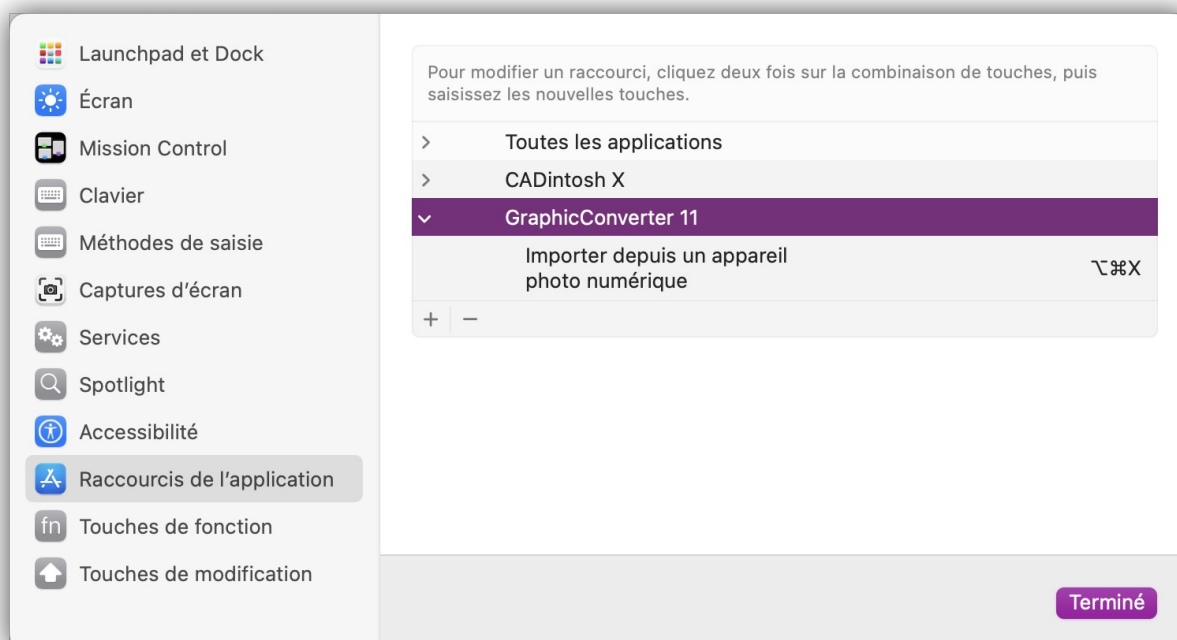 Launchpad et Dock
Écran
Mission Control
Clavier
Méthodes de saisie
Captures d’écran
Services
Spotlight
Accessibilité
Raccourcis de l’application
fn Touches de fonction
Touches de modification
Pour modifier un raccourci, cliquez deux fois sur la combinaison de touches, puis
saisissez les nouvelles touches.
Toutes les applications
CADintosh X
GraphicConverter 11
Importer depuis un appareil
photo numérique
⌥⌘X
+ −
Terminé